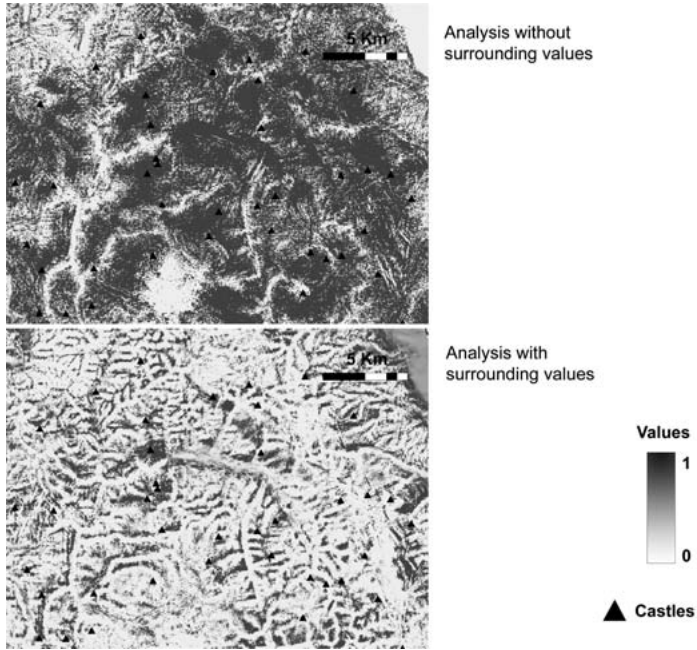 5 Km
Analysis without
surrounding values
5 Km
Analysis with
surrounding values
Values
1
0
Castles